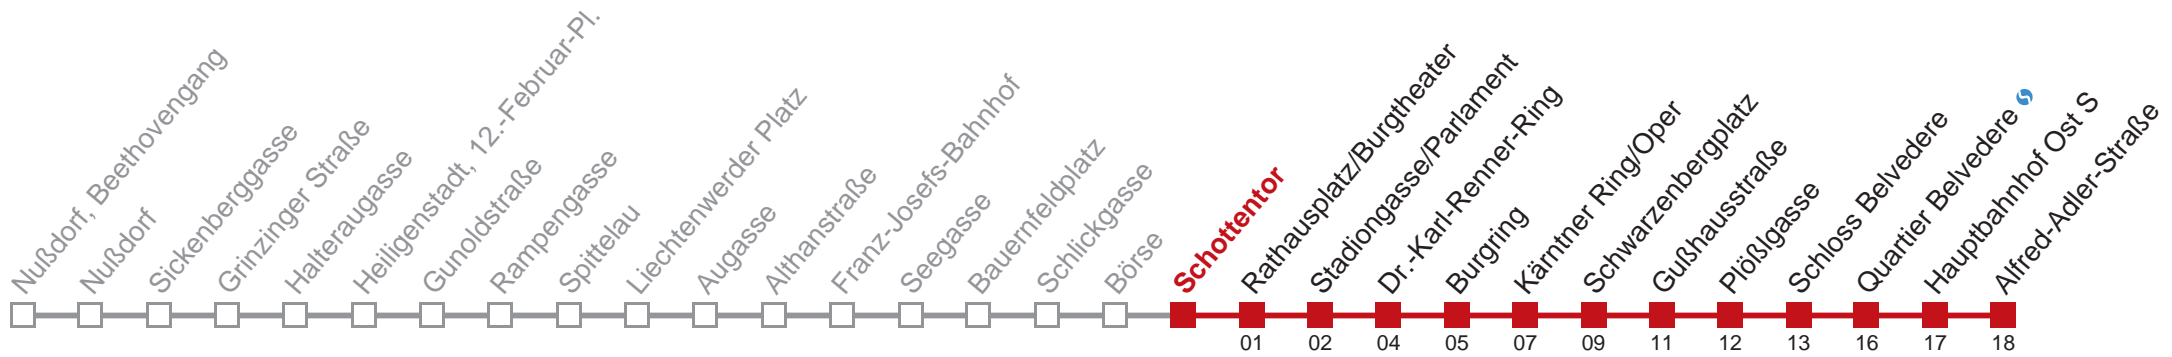 Nußdorf, Beethovengang
Nußdorf
Sickenberggasse
Grinzinger Straße
Halteraugasse
Heiligenstadt, 12.-Februar-Pl.
Gunoldstraße
Rampengasse
Spittelau
Liechtenwerder Platz
Augasse
Althanstraße
Franz-Josefs-Bahnhof
Seegasse
Bauernfeldplatz
Schlickgasse
Börse
Schottentor
Rathausplatz/Burgtheater
Stadiongasse/Parlament
Dr.-Karl-Renner-Ring
Burgring
Kärntner Ring/Oper
Schwarzenbergplatz
Gußhausstraße
Plößlgasse
Schloss Belvedere
Quartier Belvedere
Hauptbahnhof Ost S
Alfred-Adler-Straße
01 02 04 05 07 09 11 12 13 16 17 18